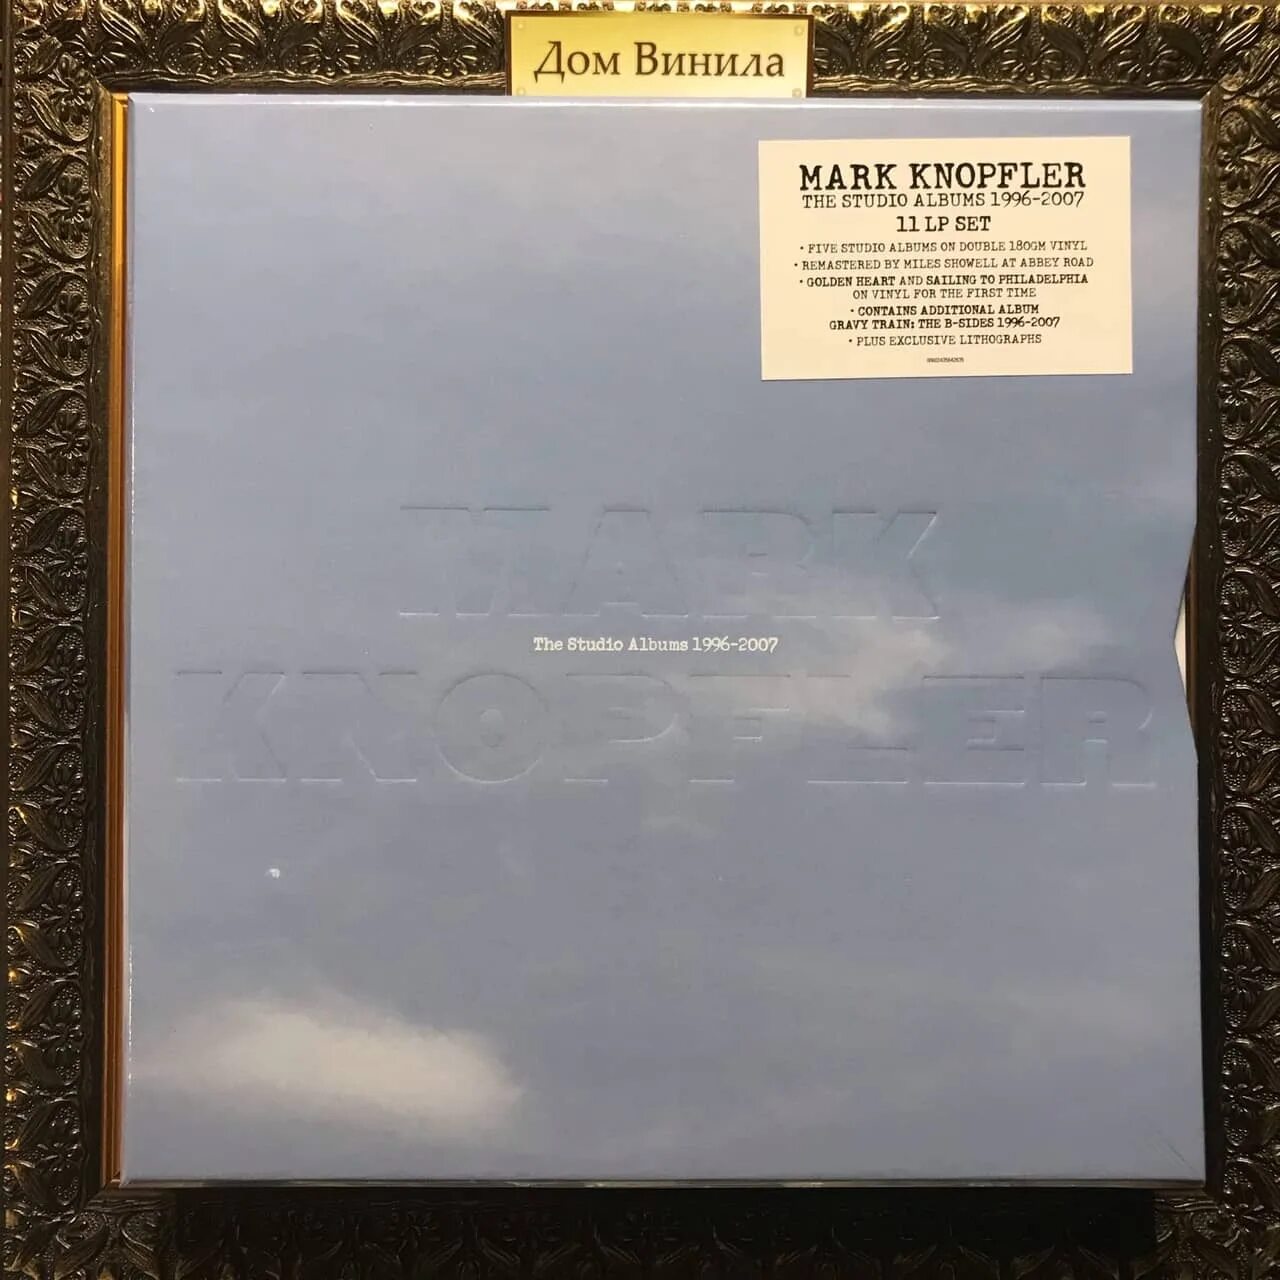 Дом Винила
MARK KNOPFLER
THE STUDIO ALBUMS 1996-2007
11 LP SET
• FIVE STUDIO ALBUMS ON DOUBLE 180GM VINYL
• REMASTERED BY MILES SHOWELL AT ABBEY ROAD
• GOLDEN HEART AND SAILING TO PHILADELPHIA
ON VINYL FOR THE FIRST TIME
• CONTAINS ADDITIONAL ALBUM
GRAVY TRAIN: THE B-SIDES 1996-2007
• PLUS EXCLUSIVE LITHOGRAPHS
MARK
The Studio Albums 1996-2007
KNOPFLER